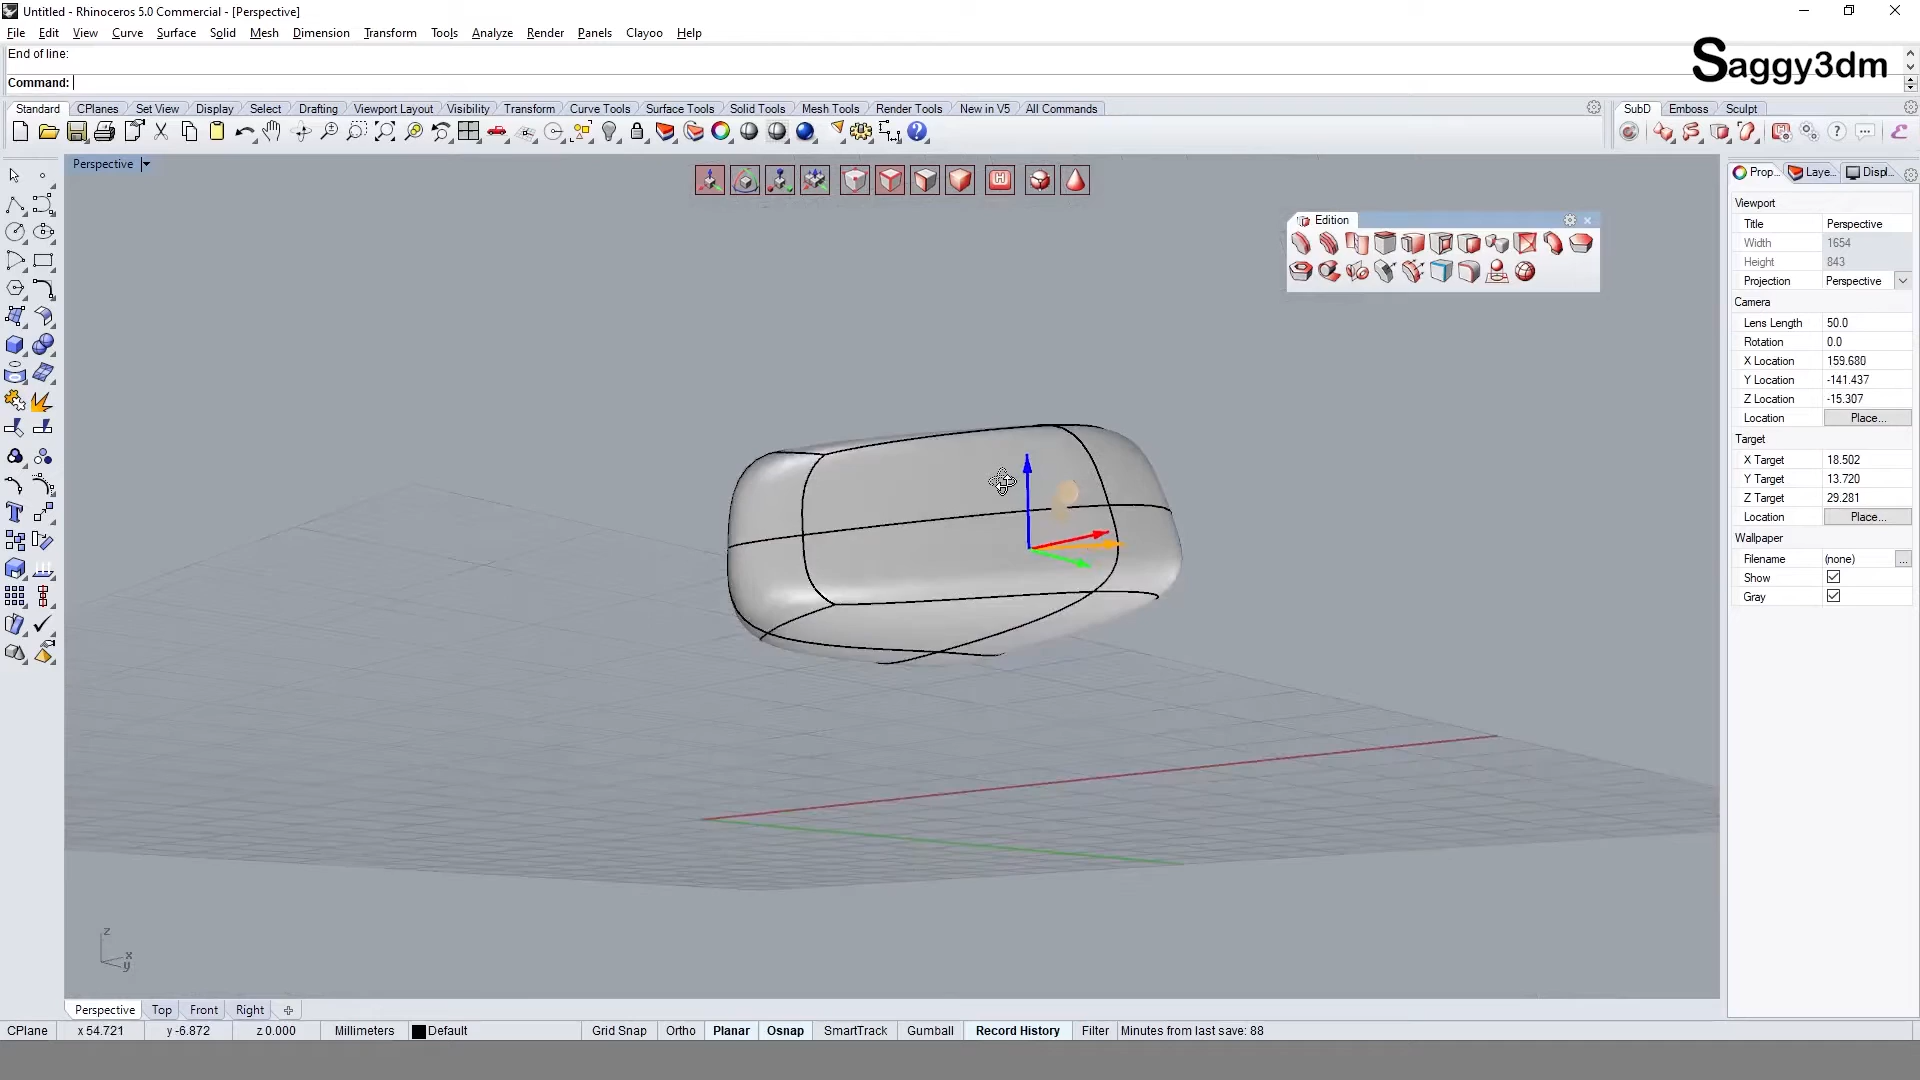 Untitled - Rhinoceros 5.0 Commercial - [Perspective]
File Edit View Curve Surface Solid Mesh Dimension Transform Tools Analyze Render Panels Clayoo Help
End of line:
Command:
Saggy3dm
Standard CPlanes Set View Display Select Drafting Viewport Layout Visibility Transform Curve Tools Surface Tools Solid Tools Mesh Tools Render Tools New in V5 All Commands
SubD Emboss Sculpt
Perspective
Prop... Laye... Displ...
Edition
Viewport
Title Perspective
Width 1654
Height 843
Projection Perspective
Camera
Lens Length 50.0
Rotation 0.0
X Location 159.680
Y Location -141.437
Z Location -15.307
Location Place...
Target
X Target 18.502
Y Target 13.720
Z Target 29.281
Location Place...
Wallpaper
Filename (none) ...
Show
Gray
z
x
y
Perspective Top Front Right
CPlane x 54.721 y -6.872 z 0.000 Millimeters Default Grid Snap Ortho Planar Osnap SmartTrack Gumball Record History Filter Minutes from last save: 88